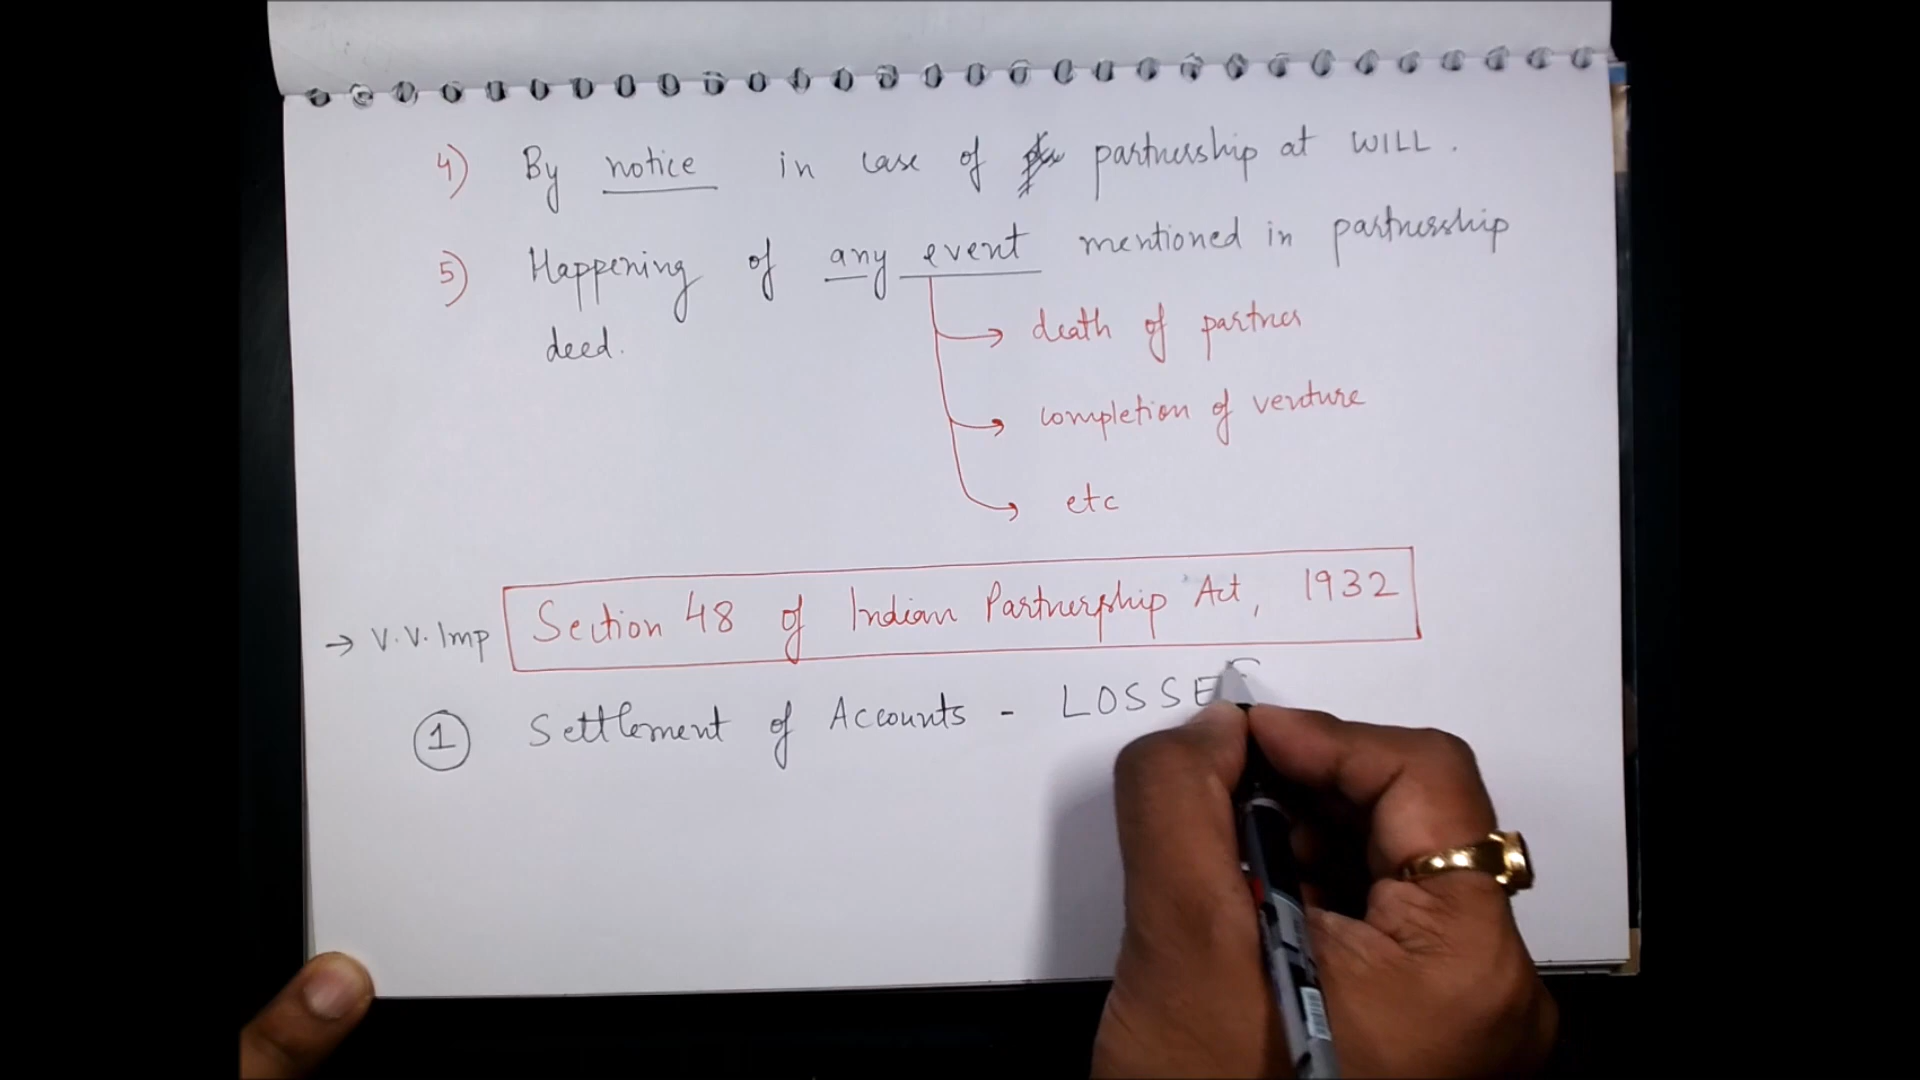 4) By notice in case of partnership at WILL.
5) Happening of any event mentioned in partnership
deed.
→ death of partner
→ completion of venture
→ etc
→ V.V. Imp Section 48 of Indian Partnership Act, 1932
1 Settlement of Accounts - LOSSES